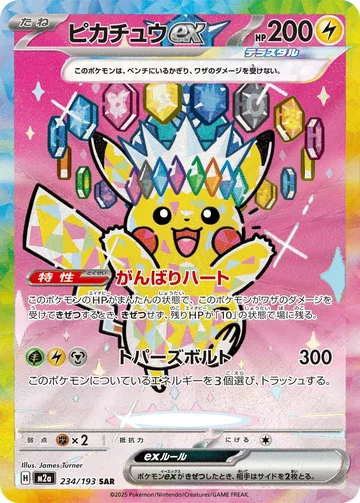 たね
ピカチュウex
HP200
テラスタル
このポケモンは、ベンチにいるかぎり、ワザのダメージを受けない。
特性
とくせい
がんばりハート
このポケモンのHPがまんたんの状態で、このポケモンがワザのダメージを
受けてきぜつするとき、きぜつせず、残りHPが「10」の状態で場に残る。
トパーズボルト 300
このポケモンについているエネルギーを3個選び、トラッシュする。
弱点 ×2 抵抗力 にげる
Illus. James Turner
H M2a 234/193 SAR
exルール
ポケモンexがきぜつしたとき、相手はサイドを2枚とる。
©2025 Pokémon/Nintendo/Creatures/GAME FREAK.